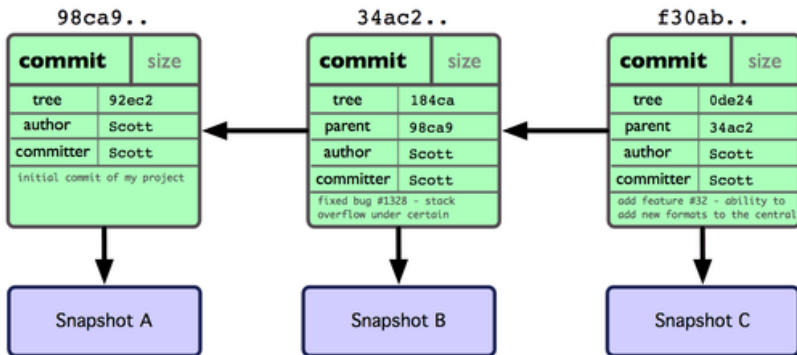 98ca9..
34ac2..
f30ab..
commit size
tree 92ec2
author Scott
committer Scott
initial commit of my project
commit size
tree 184ca
parent 98ca9
author Scott
committer Scott
fixed bug #1328 - stack
overflow under certain
commit size
tree 0de24
parent 34ac2
author Scott
committer Scott
add feature #32 - ability to
add new formats to the central
Snapshot A
Snapshot B
Snapshot C